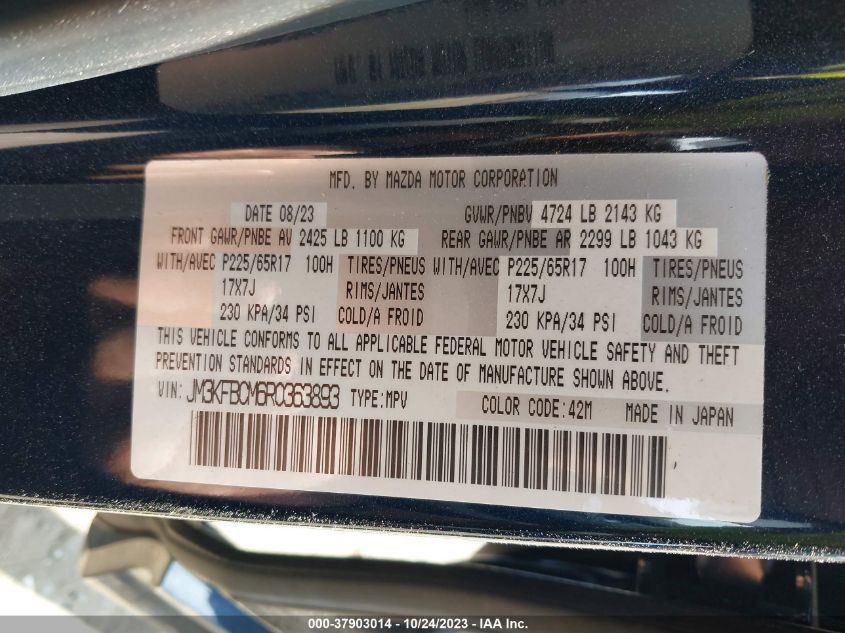 MFD. BY MAZDA MOTOR CORPORATION
DATE 08/23 GVWR/PNBV 4724 LB 2143 KG
FRONT GAWR/PNBE AV 2425 LB 1100 KG REAR GAWR/PNBE AR 2299 LB 1043 KG
WITH/AVEC P225/65R17 100H TIRES/PNEUS WITH/AVEC P225/65R17 100H TIRES/PNEUS
17X7J RIMS/JANTES 17X7J RIMS/JANTES
230 KPA/34 PSI COLD/A FROID 230 KPA/34 PSI COLD/A FROID
THIS VEHICLE CONFORMS TO ALL APPLICABLE FEDERAL MOTOR VEHICLE SAFETY AND THEFT
PREVENTION STANDARDS IN EFFECT ON THE DATE OF MANUFACTURE SHOWN ABOVE.
VIN: JM3KFBCM6R0363893 TYPE:MPV COLOR CODE:42M MADE IN JAPAN
000-37903014 - 10/24/2023 - IAA Inc.